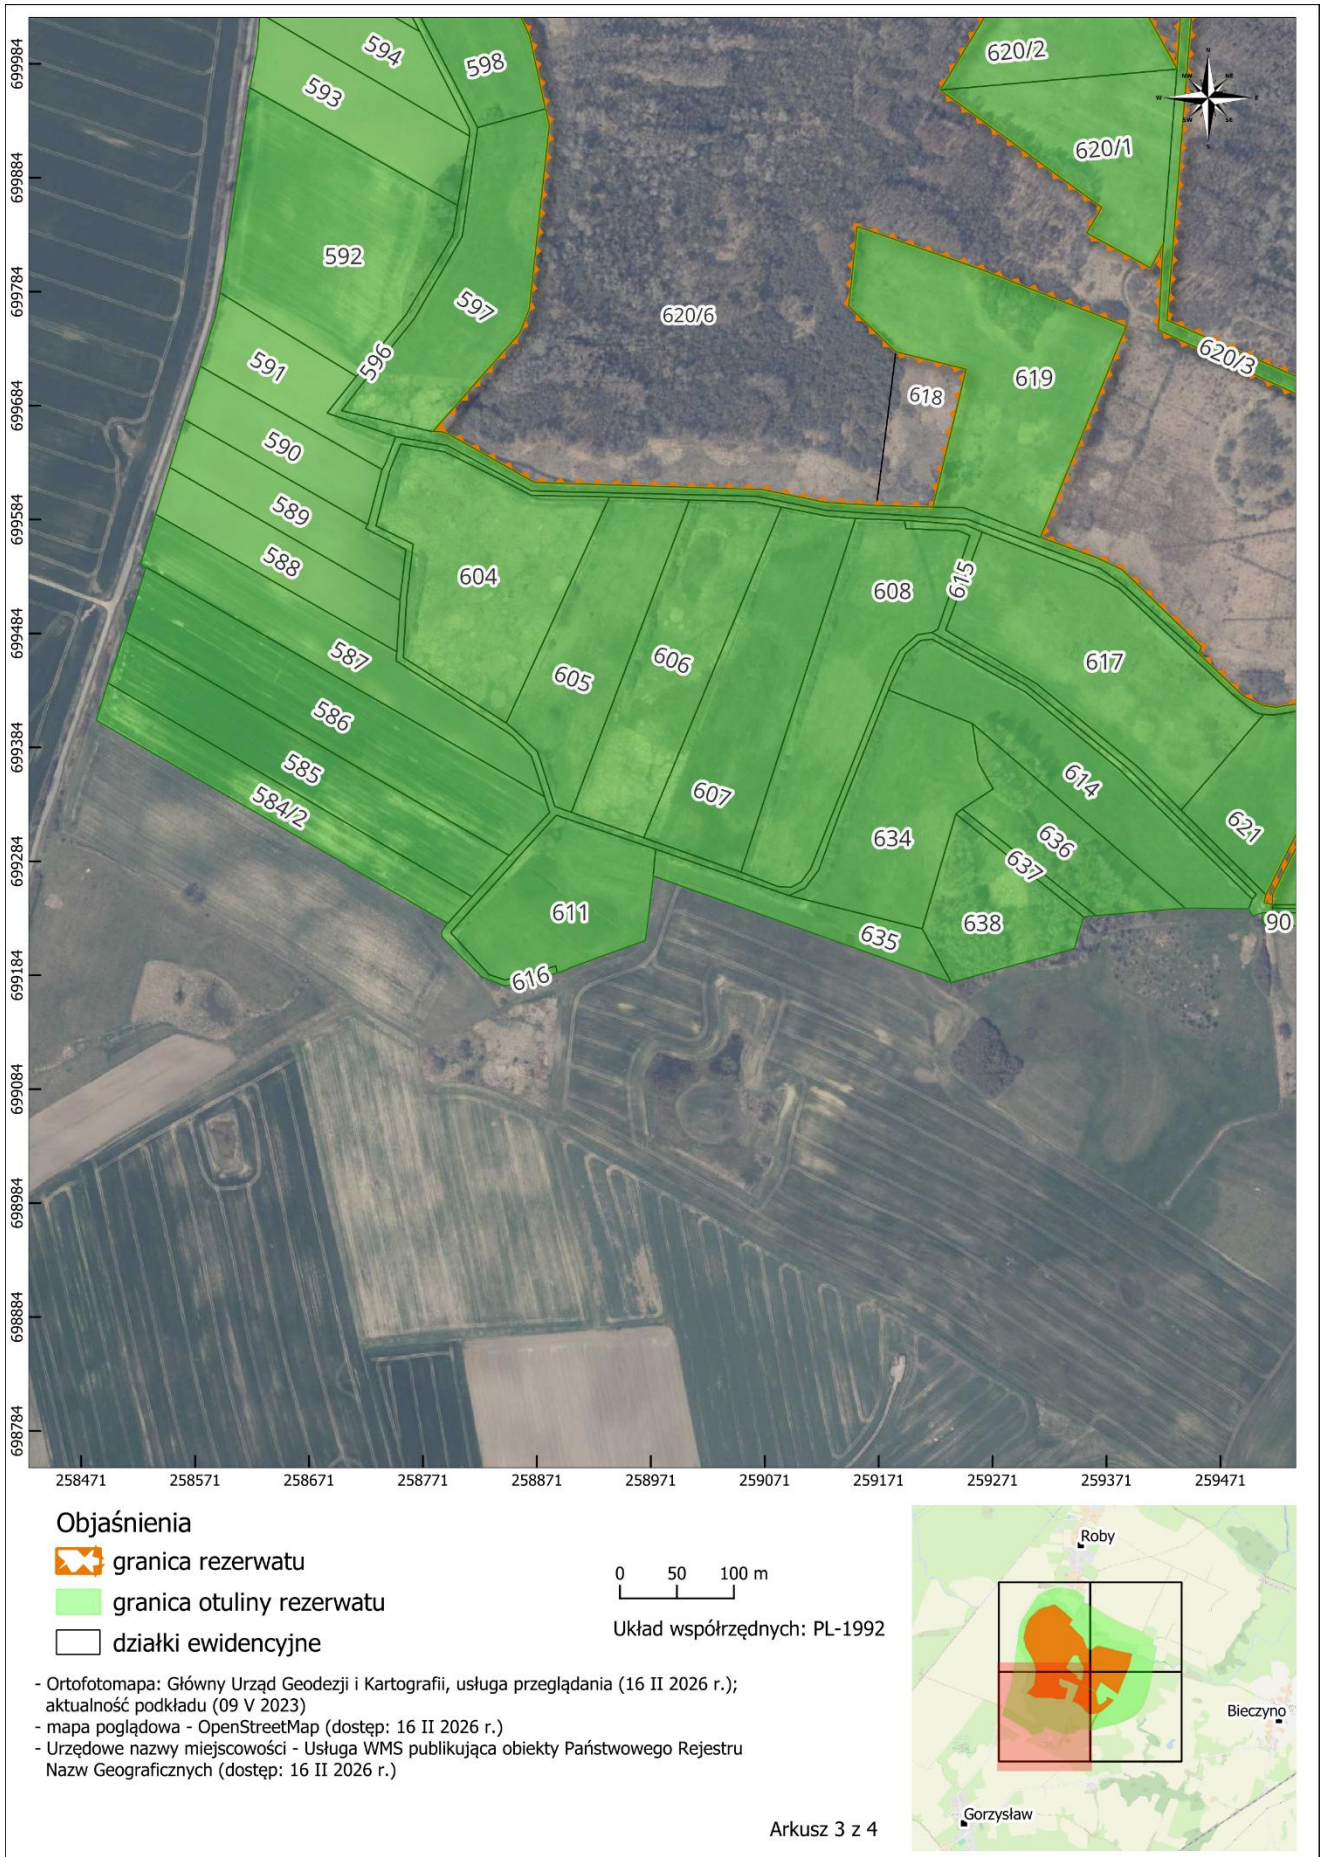 594
598
620/2
N
NW
NE
W
E
SW
SE
S
593
620/1
592
597
620/6
596
591
619
620/3
618
590
589
588
604
615
608
587
605
606
617
586
585
584/2
607
614
634
636
621
637
611
635
638
90
616
699984
699884
699784
699684
699584
699484
699384
699284
699184
699084
698984
698884
698784
258471 258571 258671 258771 258871 258971 259071 259171 259271 259371 259471
Objaśnienia
granica rezerwatu
granica otuliny rezerwatu
działki ewidencyjne
0 50 100 m
Układ współrzędnych: PL-1992
- Ortofotomapa: Główny Urząd Geodezji i Kartografii, usługa przeglądania (16 II 2026 r.);
aktualność podkładu (09 V 2023)
- mapa poglądowa - OpenStreetMap (dostęp: 16 II 2026 r.)
- Urzędowe nazwy miejscowości - Usługa WMS publikująca obiekty Państwowego Rejestru
Nazw Geograficznych (dostęp: 16 II 2026 r.)
Roby
Bieczyno
Gorzysław
Arkusz 3 z 4